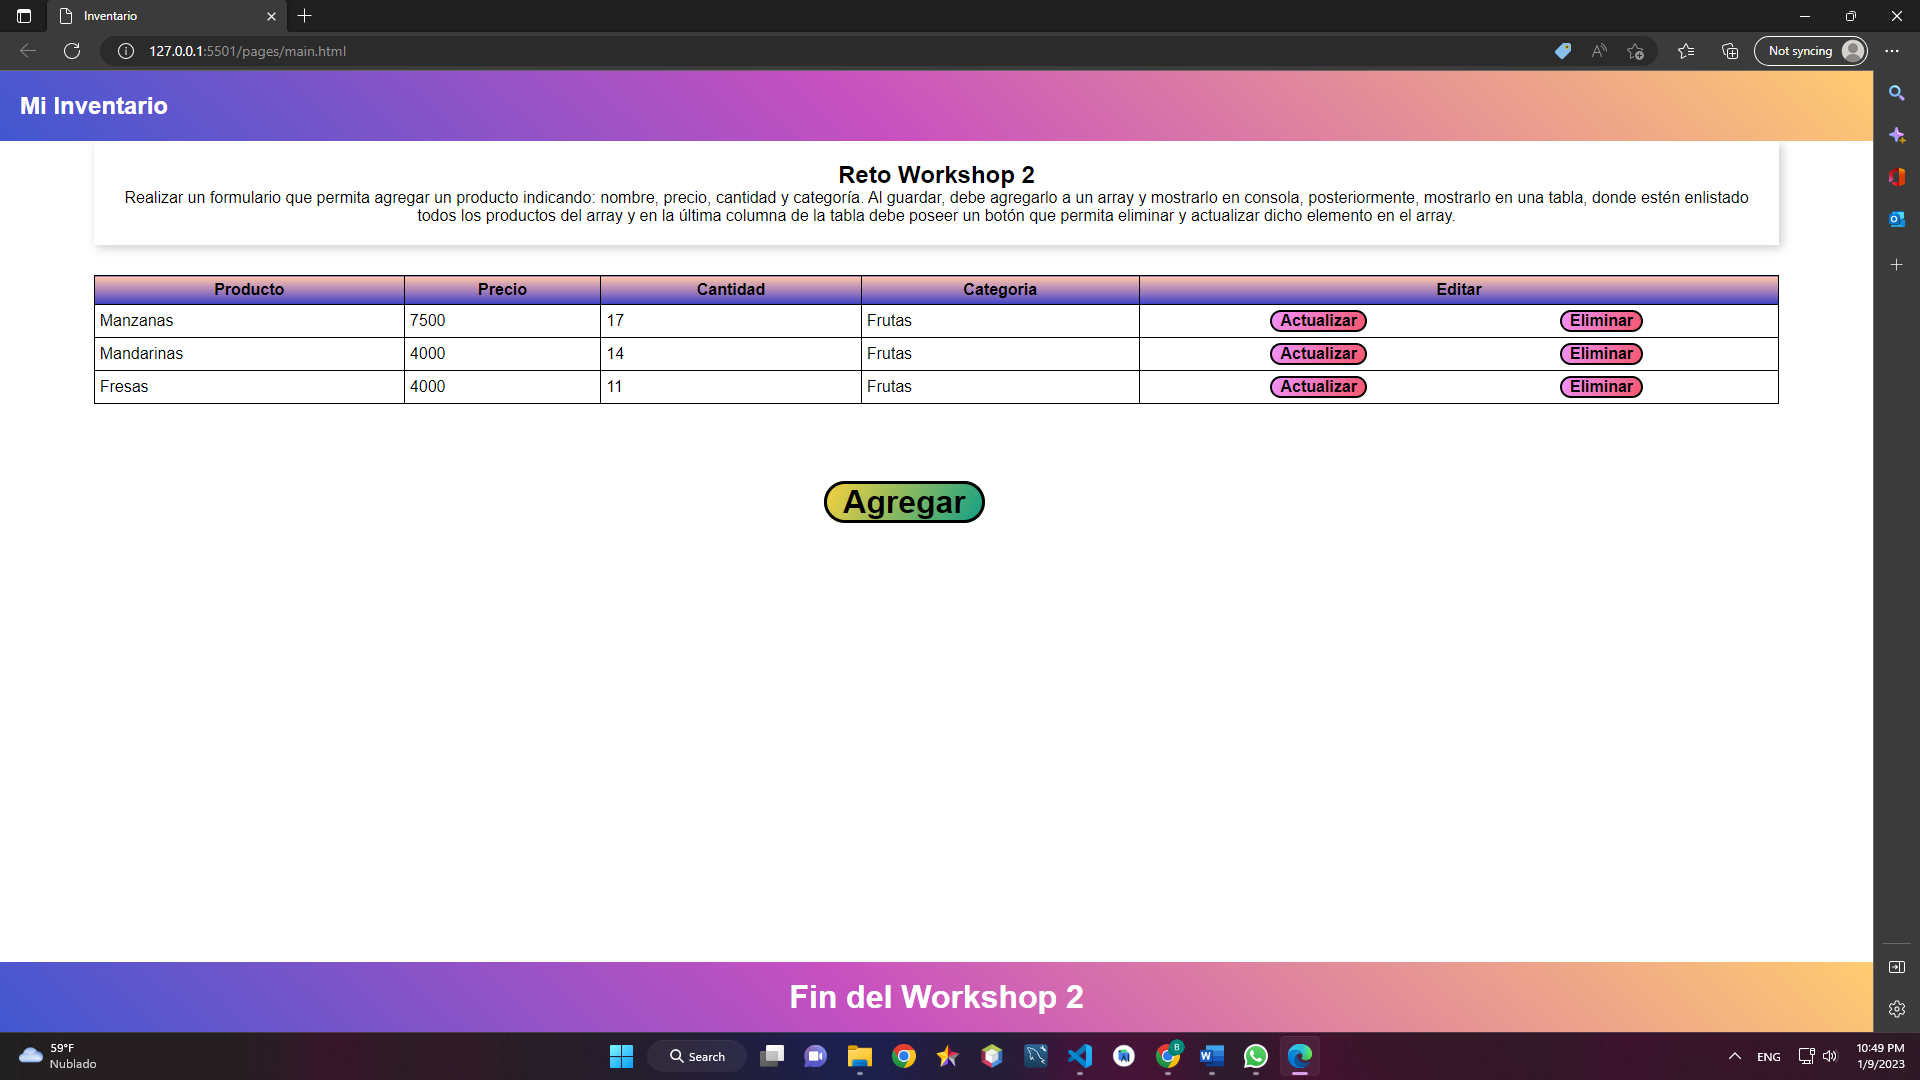 Inventario
127.0.0.1:5501/pages/main.html
Not syncing
Mi Inventario
Reto Workshop 2
Realizar un formulario que permita agregar un producto indicando: nombre, precio, cantidad y categoría. Al guardar, debe agregarlo a un array y mostrarlo en consola, posteriormente, mostrarlo en una tabla, donde estén enlistado
todos los productos del array y en la última columna de la tabla debe poseer un botón que permita eliminar y actualizar dicho elemento en el array.
Producto Precio Cantidad Categoria Editar
Manzanas 7500 17 Frutas Actualizar Eliminar
Mandarinas 4000 14 Frutas Actualizar Eliminar
Fresas 4000 11 Frutas Actualizar Eliminar
Agregar
Fin del Workshop 2
59°F
Nublado
Search
ENG
10:49 PM
1/9/2023